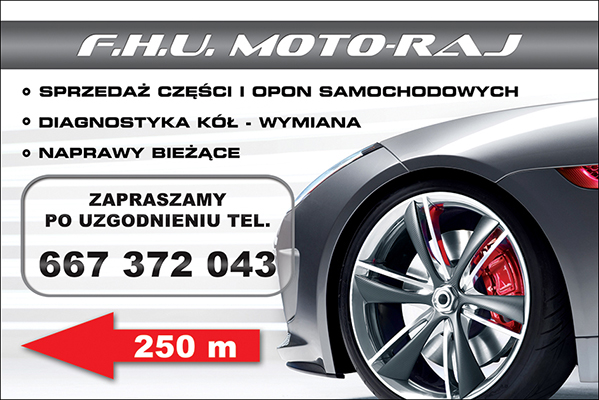 F.H.U. MOTO-RAJ
SPRZEDAŻ CZĘŚCI I OPON SAMOCHODOWYCH
DIAGNOSTYKA KÓŁ - WYMIANA
NAPRAWY BIEŻĄCE
ZAPRASZAMY
PO UZGODNIENIU TEL.
667 372 043
250 m